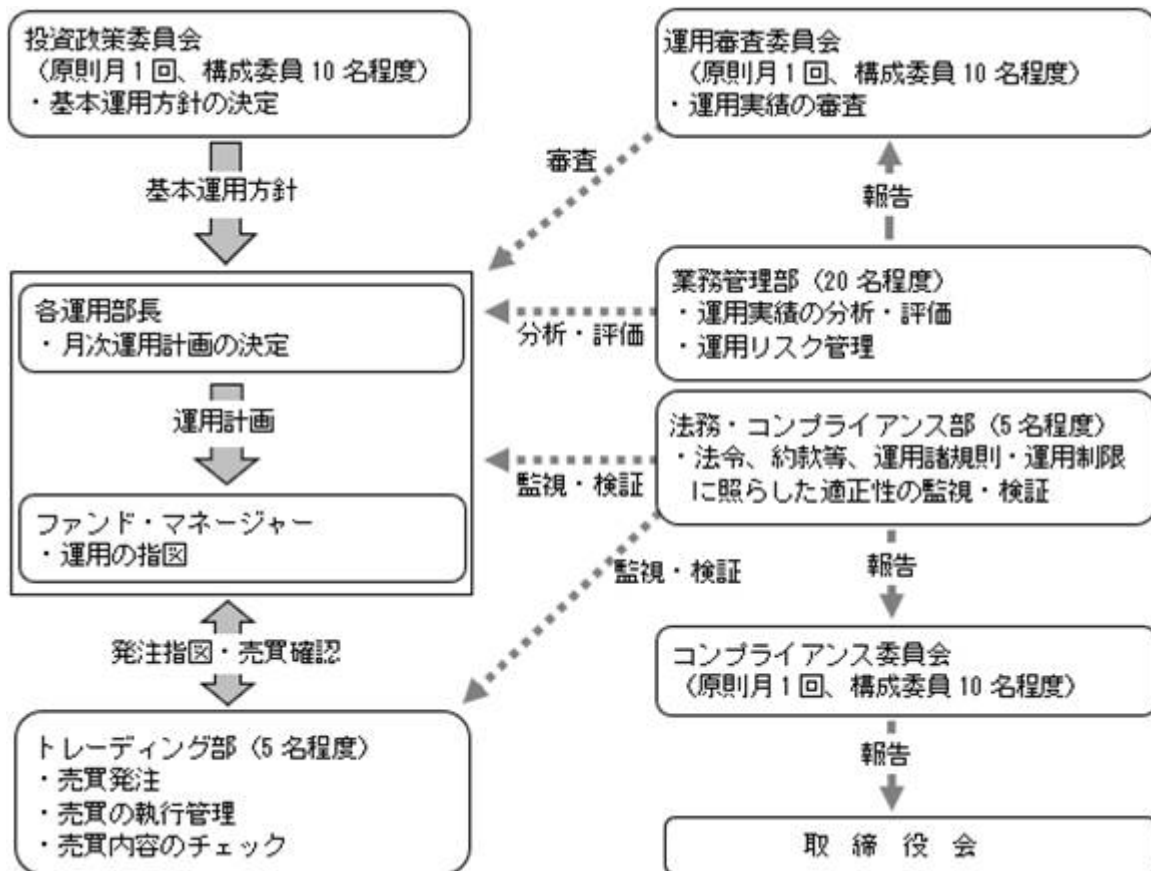 投資政策委員会
（原則月1回、構成委員10名程度）
・基本運用方針の決定
基本運用方針
各運用部長
・月次運用計画の決定
運用計画
ファンド・マネージャー
・運用の指図
発注指図・売買確認
トレーディング部（5名程度）
・売買発注
・売買の執行管理
・売買内容のチェック
運用審査委員会
（原則月1回、構成委員10名程度）
・運用実績の審査
審査
報告
業務管理部（20名程度）
・運用実績の分析・評価
・運用リスク管理
分析・評価
法務・コンプライアンス部（5名程度）
・法令、約款等、運用諸規則・運用制限
に照らした適正性の監視・検証
監視・検証
監視・検証
報告
コンプライアンス委員会
（原則月1回、構成委員10名程度）
報告
取締役会